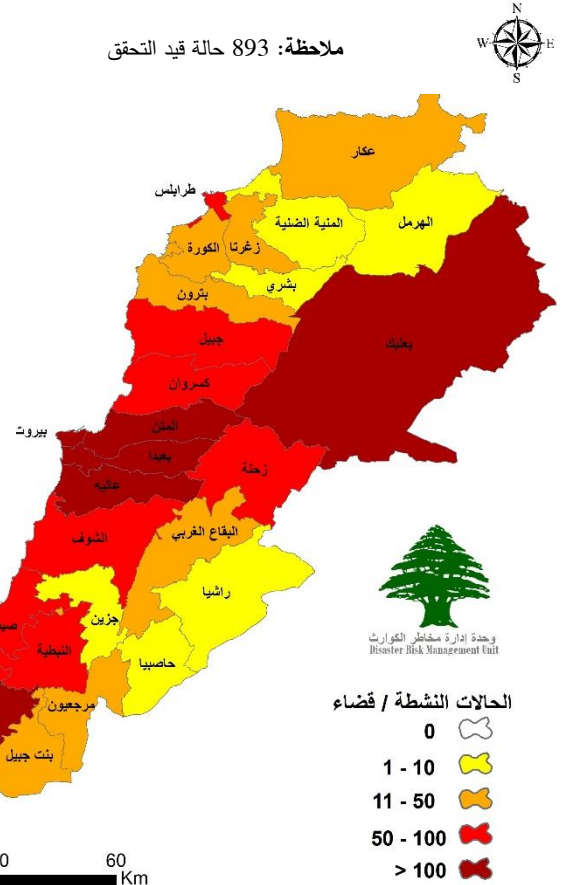 ملاحظة: 893 حالة قيد التحقق
N
W E
S
عكار
طرابلس
المنية الضنية
الهرمل
زغرتا
الكورة
بشري
بترون
جبيل
بعلبك
كسروان
المتن
بيروت
بعبدا
زحلة
عاليه
البقاع الغربي
الشوف
راشيا
جزين
النبطية
حاصبيا
مرجعيون
بنت جبيل
وحدة إدارة مخاطر الكوارث
Disaster Risk Management Unit
الحالات النشطة / قضاء
0
1 - 10
11 - 50
50 - 100
> 100
0 60
Km